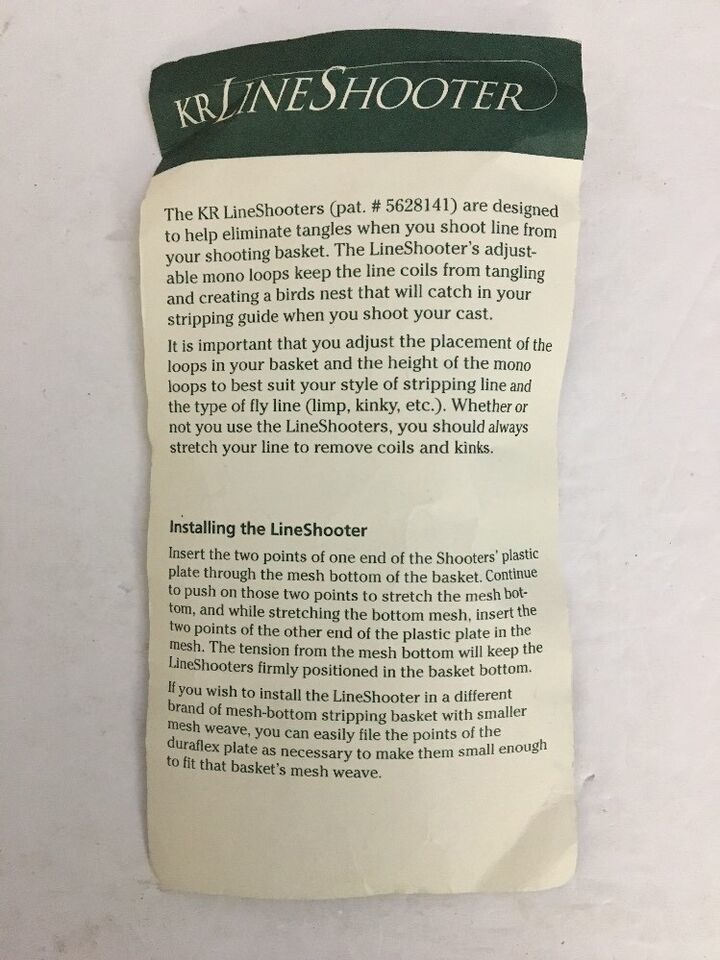 KR LINESHOOTER
The KR LineShooters (pat. # 5628141) are designed
to help eliminate tangles when you shoot line from
your shooting basket. The LineShooter's adjust-
able mono loops keep the line coils from tangling
and creating a birds nest that will catch in your
stripping guide when you shoot your cast.
It is important that you adjust the placement of the
loops in your basket and the height of the mono
loops to best suit your style of stripping line and
the type of fly line (limp, kinky, etc.). Whether or
not you use the LineShooters, you should always
stretch your line to remove coils and kinks.
Installing the LineShooter
Insert the two points of one end of the Shooters' plastic
plate through the mesh bottom of the basket. Continue
to push on those two points to stretch the mesh bot-
tom, and while stretching the bottom mesh, insert the
two points of the other end of the plastic plate in the
mesh. The tension from the mesh bottom will keep the
LineShooters firmly positioned in the basket bottom.
If you wish to install the LineShooter in a different
brand of mesh-bottom stripping basket with smaller
mesh weave, you can easily file the points of the
duraflex plate as necessary to make them small enough
to fit that basket's mesh weave.